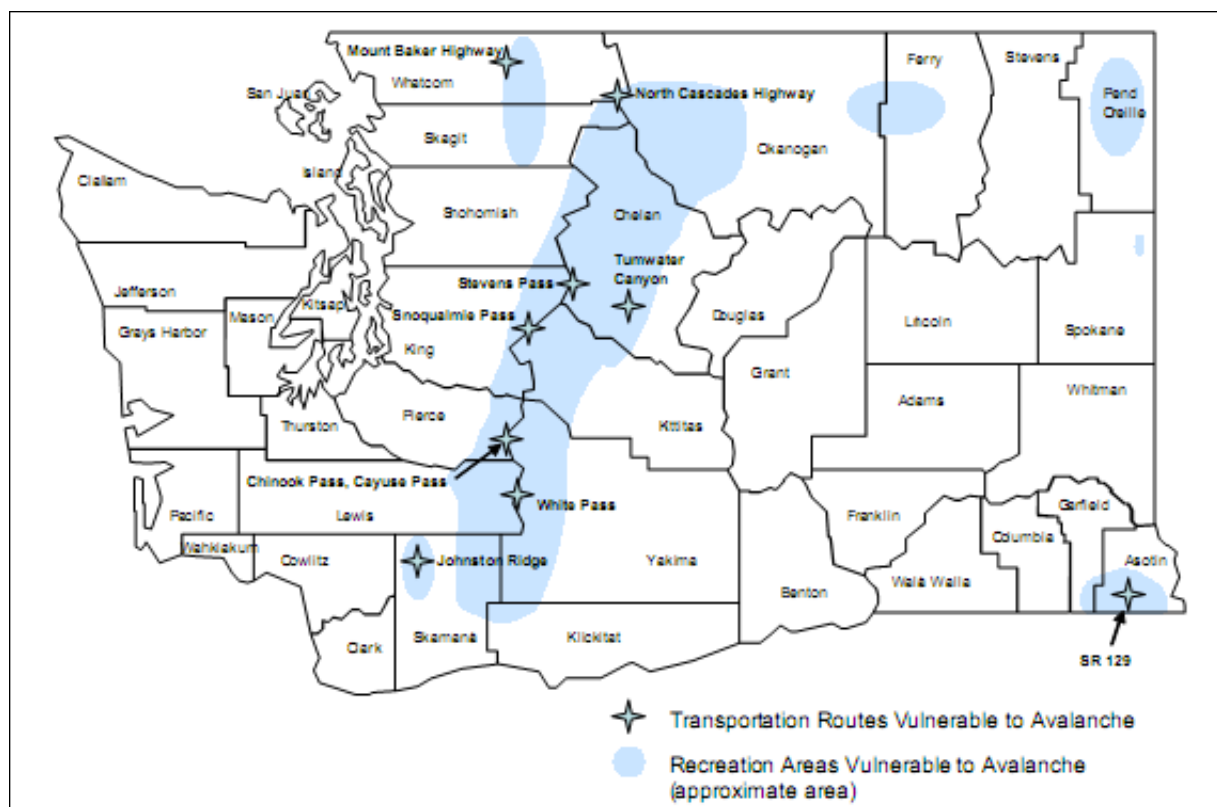 Mount Baker Highway
Whatcom
Ferry
Stevens
San Juan
North Cascades Highway
Pend
Oreille
Skagit
Okanogan
Island
Clallam
Snohomish
Chelan
Stevens Pass
Tumwater
Canyon
Jefferson
Kitsap
Mason
Snoqualmie Pass
Douglas
Lincoln
Spokane
Grays Harbor
King
Grant
Whitman
Adams
Pierce
Thurston
Kittitas
Chinook Pass, Cayuse Pass
White Pass
Pacific
Lewis
Franklin
Garfield
Columbia
Wahkiakum
Cowlitz
Johnston Ridge
Yakima
Asotin
Benton
Wala Walla
Skamana
Klickitat
Clark
SR 129
Transportation Routes Vulnerable to Avalanche
Recreation Areas Vulnerable to Avalanche
(approximate area)